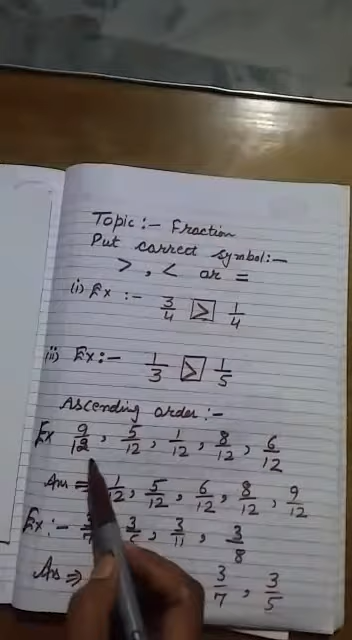 Topic:- Fraction
Put correct symbol:-
> , < or =
(i) Ex :- 3/4 > 1/4
(ii) Ex:- 1/3 > 1/5
Ascending order:-
Ex 9/12, 5/12, 1/12, 8/12, 6/12
Ans ⇒ 1/12, 5/12, 6/12, 8/12, 9/12
Ex:- 3/7, 3/5, 3/11, 3/8
Ans ⇒ 3/7, 3/5